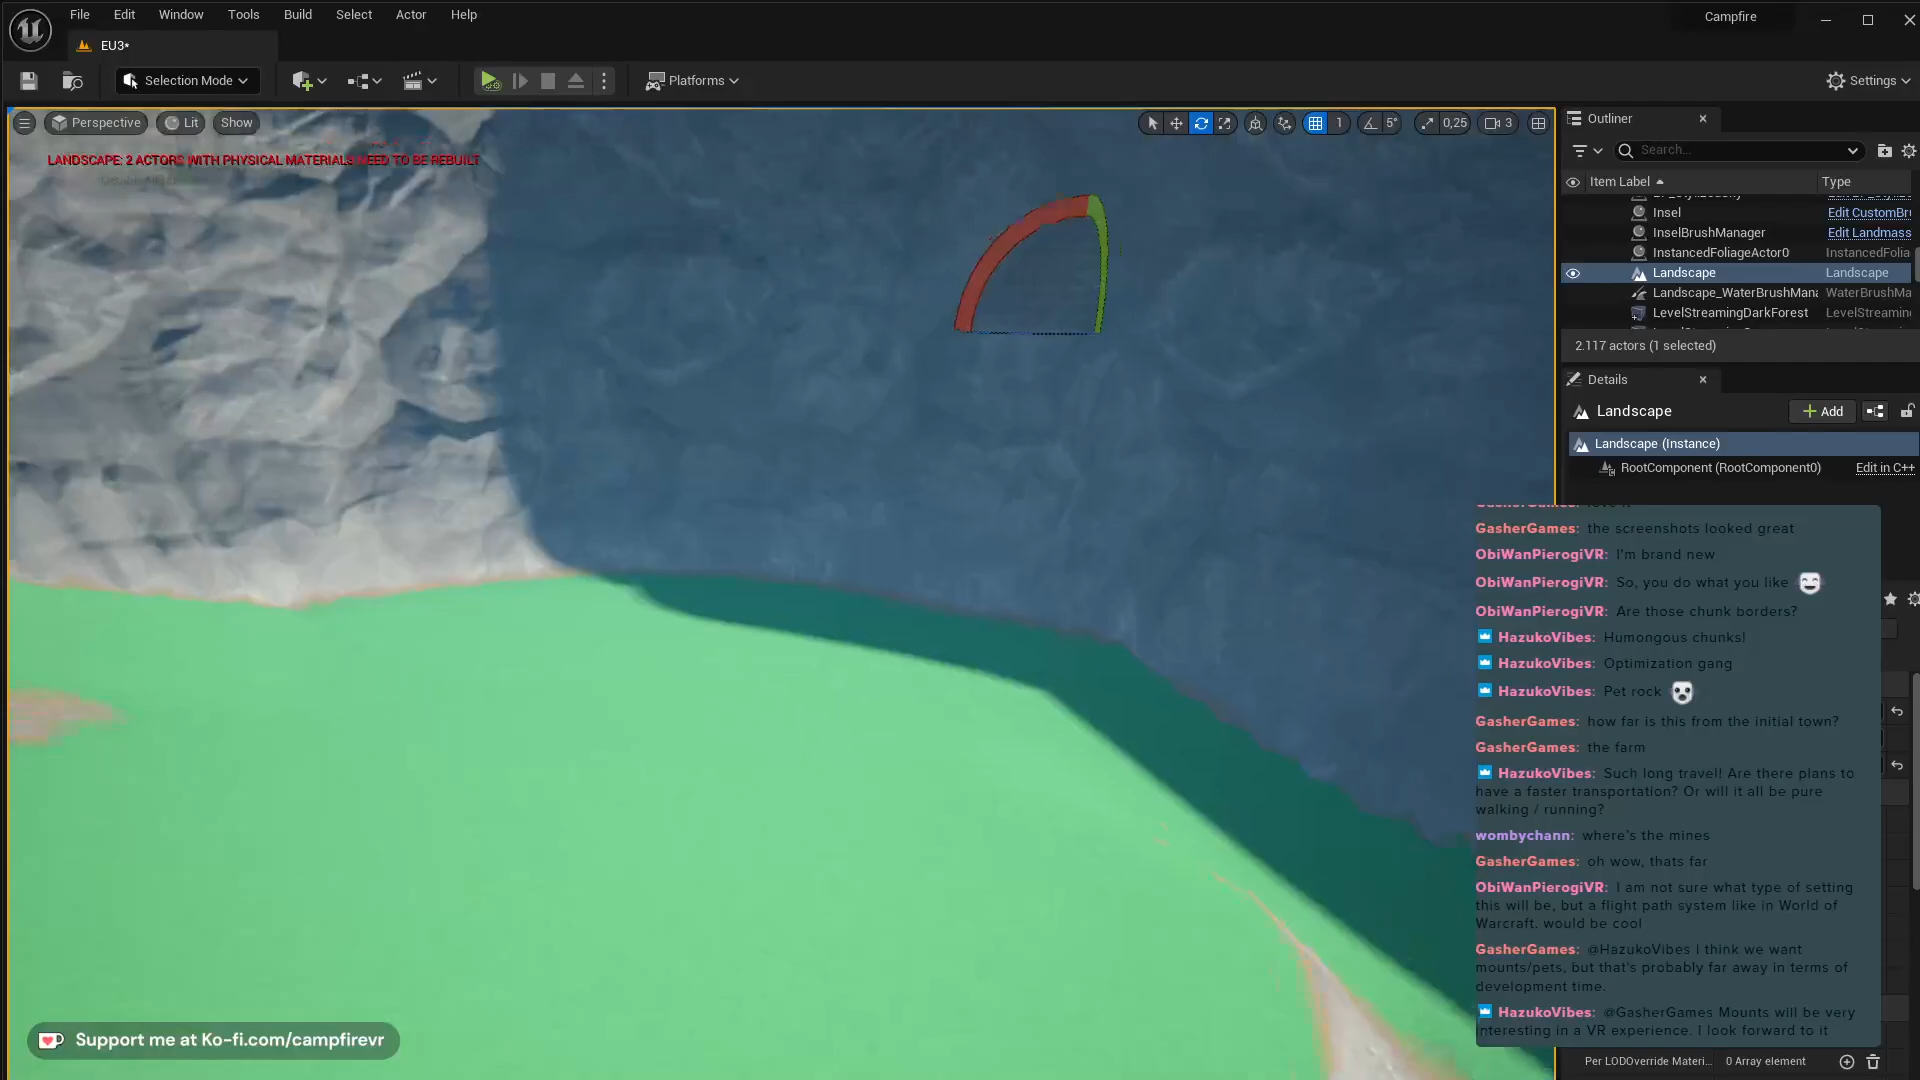 File Edit Window Tools Build Select Actor Help
Campfire
EU3*
Selection Mode
Platforms
Settings
Perspective Lit Show
1 5° 0,25 3
LANDSCAPE: 2 ACTORS WITH PHYSICAL MATERIALS NEED TO BE REBUILT
Outliner
Search...
Item Label Type
Insel Edit CustomBr
InselBrushManager Edit Landmass
InstancedFoliageActor0 InstancedFolia
Landscape Landscape
Landscape_WaterBrushMana WaterBrushMa
LevelStreamingDarkForest LevelStreaming
2.117 actors (1 selected)
Details
Landscape
Add
Landscape (Instance)
RootComponent (RootComponent0) Edit in C++
GasherGames: the screenshots looked great
ObiWanPierogiVR: I'm brand new
ObiWanPierogiVR: So, you do what you like
ObiWanPierogiVR: Are those chunk borders?
HazukoVibes: Humongous chunks!
HazukoVibes: Optimization gang
HazukoVibes: Pet rock
GasherGames: how far is this from the initial town?
GasherGames: the farm
HazukoVibes: Such long travel! Are there plans to
have a faster transportation? Or will it all be pure
walking / running?
wombychann: where's the mines
GasherGames: oh wow, thats far
ObiWanPierogiVR: I am not sure what type of setting
this will be, but a flight path system like in World of
Warcraft. would be cool
GasherGames: @HazukoVibes I think we want
mounts/pets, but that's probably far away in terms of
development time.
HazukoVibes: @GasherGames Mounts will be very
interesting in a VR experience. I look forward to it
Support me at Ko-fi.com/campfirevr
Per LODOverride Materi... 0 Array element